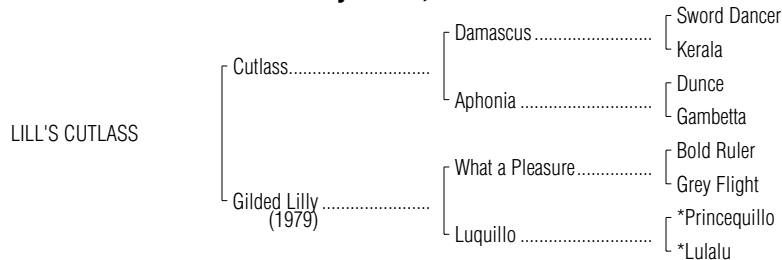 Sword Dancer
Damascus
Kerala
Cutlass
Dunce
Aphonia
Gambetta
LILL'S CUTLASS
Bold Ruler
What a Pleasure
Grey Flight
Gilded Lilly
(1979)
*Princequillo
Luquillo
*Lulalu